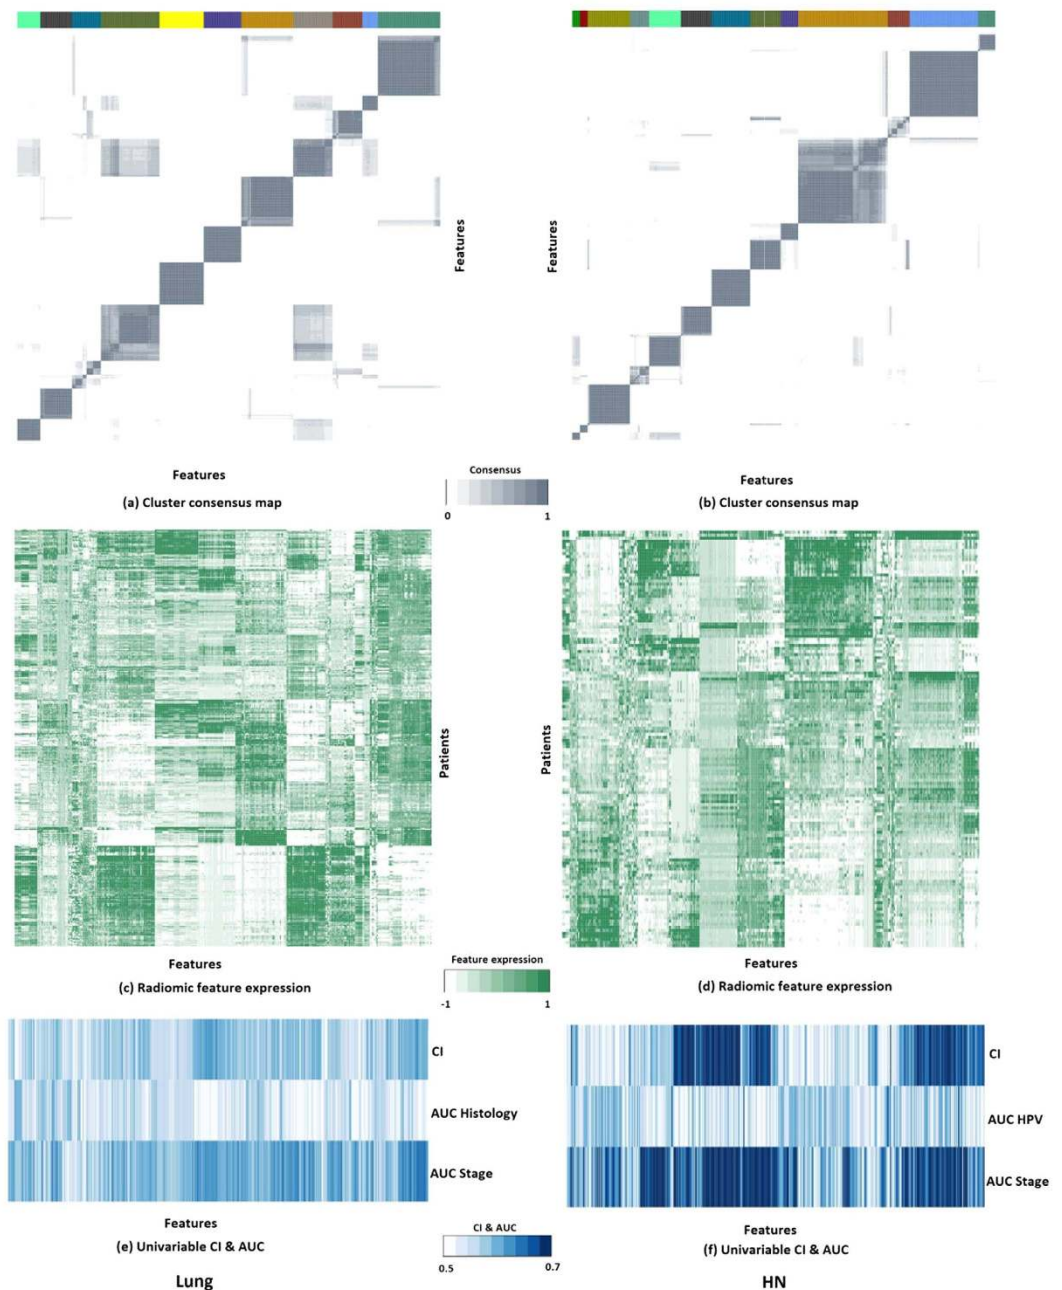 Features
Features
Features
Features
(a) Cluster consensus map
(b) Cluster consensus map
Consensus
0
1
Patients
Patients
Features
Features
(c) Radiomic feature expression
(d) Radiomic feature expression
Feature expression
-1
1
CI
AUC Histology
AUC Stage
CI
AUC HPV
AUC Stage
Features
Features
(e) Univariable CI & AUC
(f) Univariable CI & AUC
CI & AUC
0.5
0.7
Lung
HN